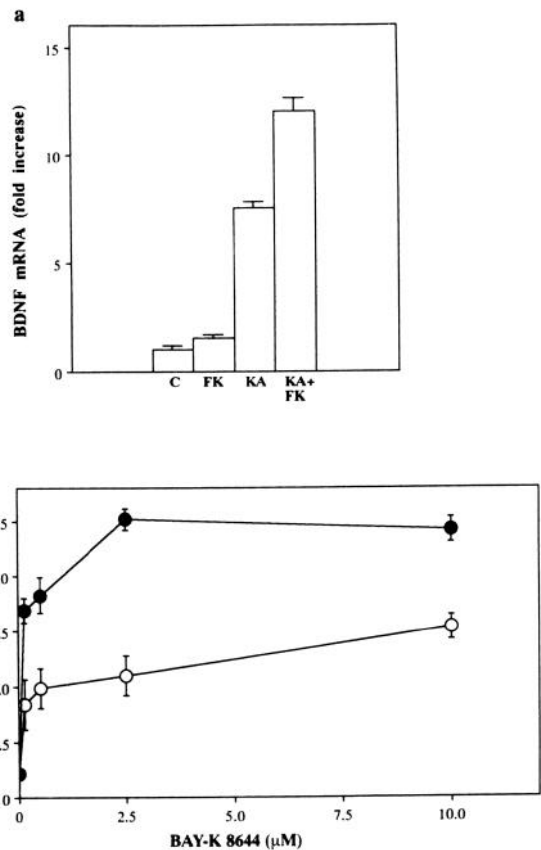 a
BDNF mRNA (fold increase)
15
10
5
0
C FK KA KA+
FK
.5
.0
.5
.0
.5
0
0 2.5 5.0 7.5 10.0
BAY-K 8644 (μM)